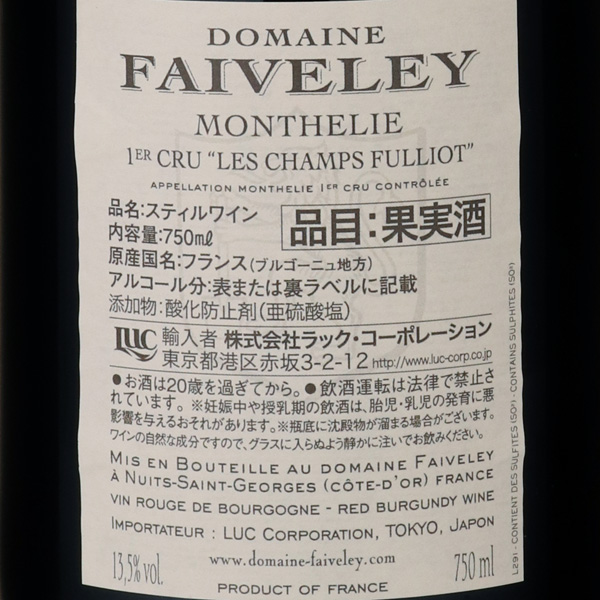 DOMAINE
FAIVELEY
MONTHELIE
1ER CRU “LES CHAMPS FULLIOT”
APPELLATION MONTHELIE 1ER CRU CONTRÔLÉE
品名:スティルワイン
内容量:750mℓ
品目:果実酒
原産国名:フランス(ブルゴーニュ地方)
アルコール分:表または裏ラベルに記載
添加物:酸化防止剤(亜硫酸塩)
LUC 輸入者 株式会社ラック・コーポレーション
東京都港区赤坂3-2-12 http://www.luc-corp.co.jp
●お酒は20歳を過ぎてから。●飲酒運転は法律で禁止さ
れています。※妊娠中や授乳期の飲酒は、胎児・乳児の発育に悪
影響を与えるおそれがあります。※瓶底に沈殿物が溜まる場合がございます。
ワインの自然な成分ですので、グラスに入らぬよう静かに注いでお飲みください。
MIS EN BOUTEILLE AU DOMAINE FAIVELEY
À NUITS-SAINT-GEORGES (CÔTE-D'OR) FRANCE
VIN ROUGE DE BOURGOGNE - RED BURGUNDY WINE
IMPORTATEUR : LUC CORPORATION, TOKYO, JAPON
13,5% vol.
www.domaine-faiveley.com
750 ml
PRODUCT OF FRANCE
L291 - CONTIENT DES SULFITES (SO²) - CONTAINS SULPHITES (SO²)